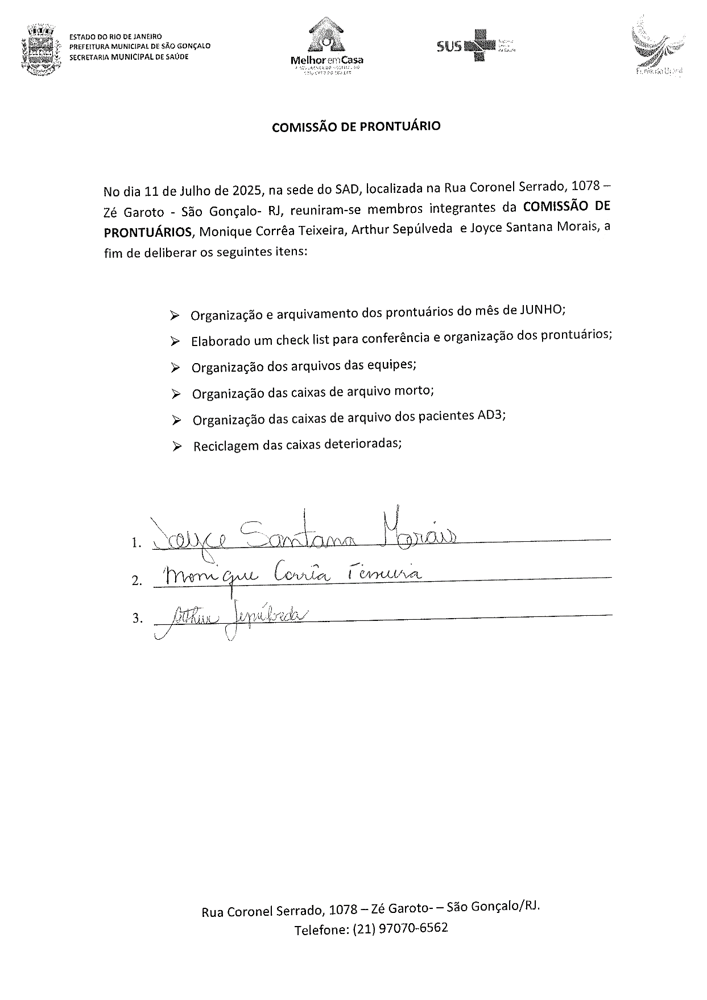 ESTADO DO RIO DE JANEIRO
PREFEITURA MUNICIPAL DE SÃO GONÇALO
SECRETARIA MUNICIPAL DE SAÚDE
Melhor em Casa
SUS
COMISSÃO DE PRONTUÁRIO
No dia 11 de Julho de 2025, na sede do SAD, localizada na Rua Coronel Serrado, 1078 –
Zé Garoto - São Gonçalo- RJ, reuniram-se membros integrantes da COMISSÃO DE
PRONTUÁRIOS, Monique Corrêa Teixeira, Arthur Sepúlveda e Joyce Santana Morais, a
fim de deliberar os seguintes itens:
➢ Organização e arquivamento dos prontuários do mês de JUNHO;
➢ Elaborado um check list para conferência e organização dos prontuários;
➢ Organização dos arquivos das equipes;
➢ Organização das caixas de arquivo morto;
➢ Organização das caixas de arquivo dos pacientes AD3;
➢ Reciclagem das caixas deterioradas;
1. Joyce Santana Morais
2. Monique Corrêa Teixeira
3. Arthur Sepúlveda
Rua Coronel Serrado, 1078 – Zé Garoto- – São Gonçalo/RJ.
Telefone: (21) 97070-6562